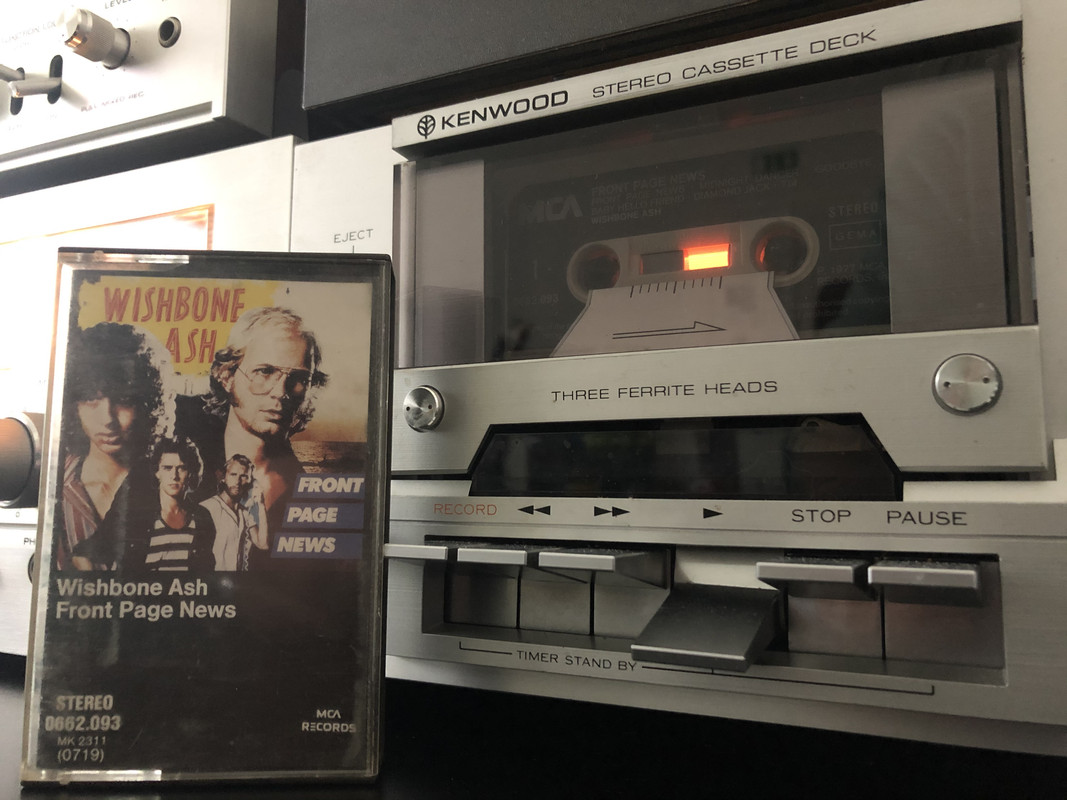 KENWOOD STEREO CASSETTE DECK
MCA
FRONT PAGE NEWS
WISHBONE ASH
STEREO
GEMA
EJECT
THREE FERRITE HEADS
RECORD
STOP PAUSE
TIMER STAND BY
WISHBONE
ASH
FRONT
PAGE
NEWS
Wishbone Ash
Front Page News
STEREO
0662.093
MK 2311
(0719)
MCA
RECORDS